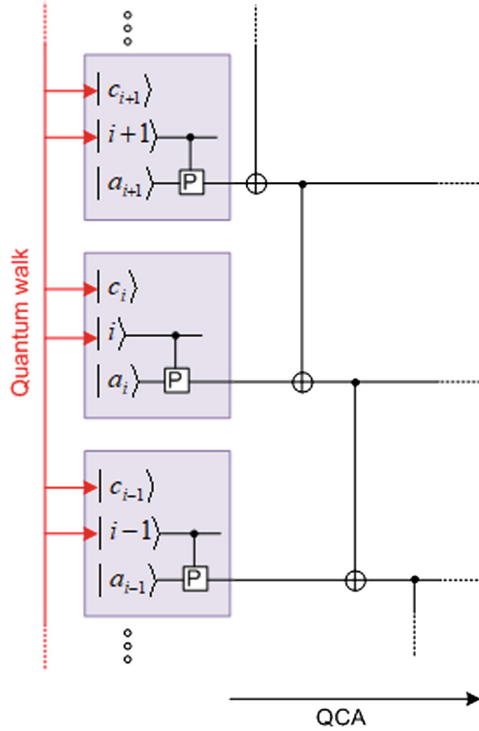 Quantum walk
| c_{i+1}⟩
| i+1⟩
P
| a_{i+1}⟩
| c_i⟩
| i⟩
P
| a_i⟩
| c_{i−1}⟩
| i−1⟩
P
| a_{i−1}⟩
QCA